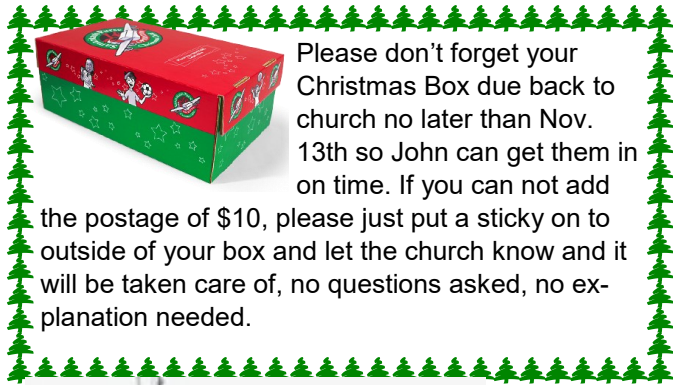 Please don’t forget your
Christmas Box due back to
church no later than Nov.
13th so John can get them in
on time. If you can not add
the postage of $10, please just put a sticky on to
outside of your box and let the church know and it
will be taken care of, no questions asked, no ex-
planation needed.